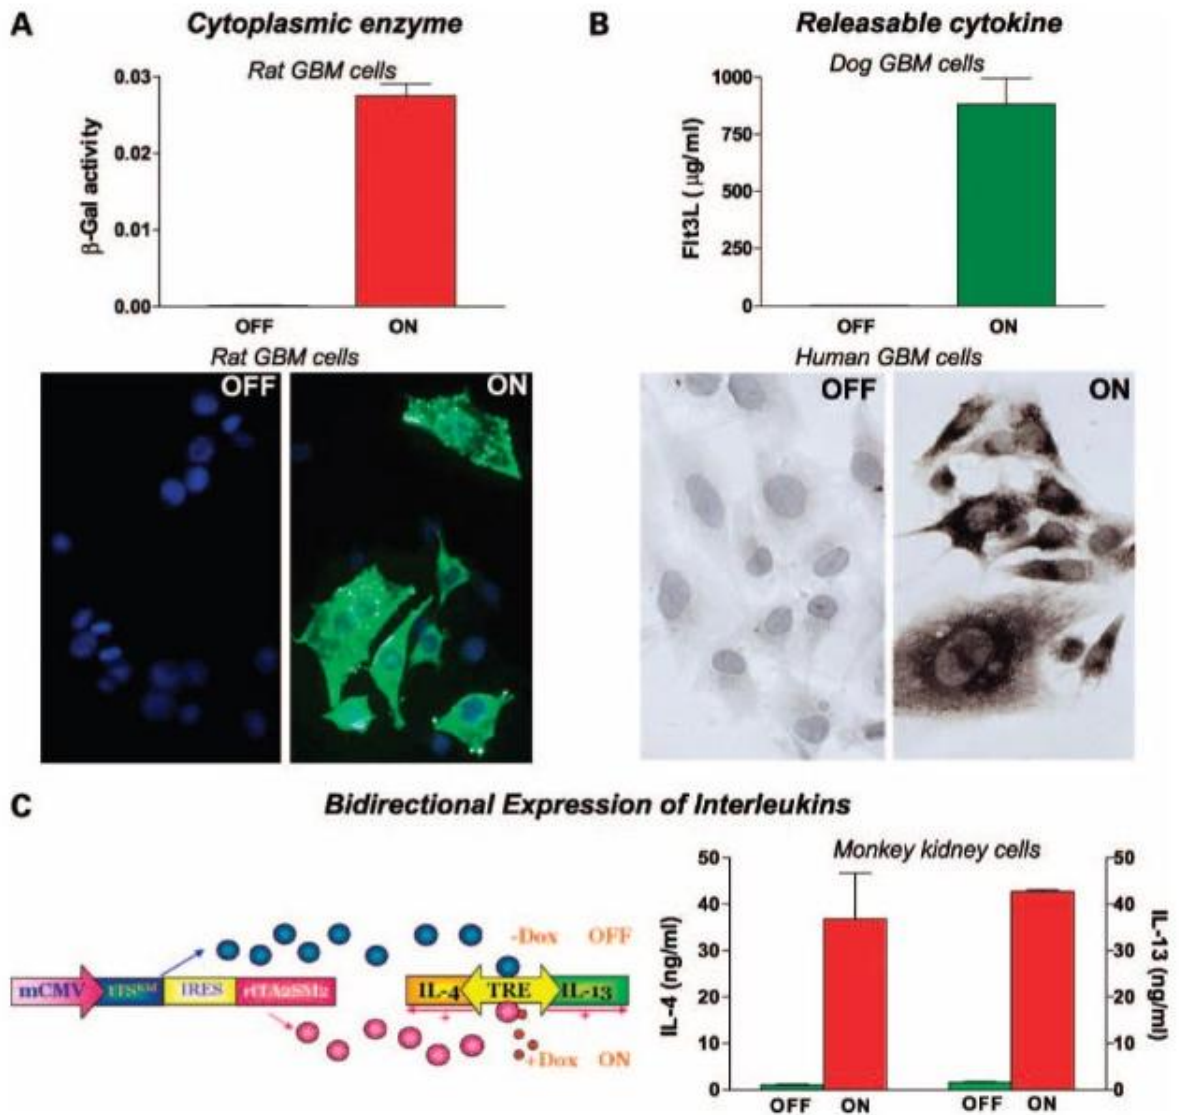 A
Cytoplasmic enzyme
Rat GBM cells
β-Gal activity
0.03
0.02
0.01
0.00
OFF ON
Rat GBM cells
OFF
ON
B
Releasable cytokine
Dog GBM cells
Flt3L ( μg/ml)
1000
750
500
250
0
OFF ON
Human GBM cells
OFF
ON
C
Bidirectional Expression of Interleukins
-Dox OFF
mCMV IRES rtTA2SM2
IL-4 TRE IL-13
+ +
+Dox ON
Monkey kidney cells
IL-4 (ng/ml)
50
40
30
20
10
0
50
40
30
20
10
0
IL-13 (ng/ml)
OFF ON OFF ON